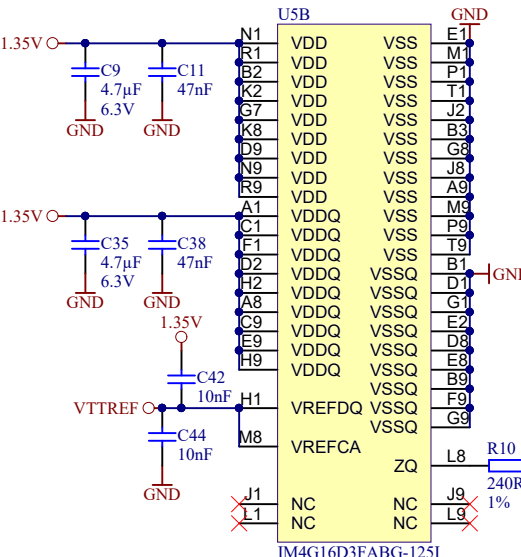 U5B
GND
1.35V
N1 VDD VSS E1
R1 VDD VSS M1
C9 C11 B2 VDD VSS P1
4.7µF 47nF K2 VDD VSS T1
6.3V G7 VDD VSS J2
GND GND K8 VDD VSS B3
D9 VDD VSS G8
N9 VDD VSS J8
R9 VDD VSS A9
1.35V A1 VDDQ VSS M9
C1 VDDQ VSS P9
C35 C38 F1 VDDQ VSS T9
4.7µF 47nF D2 VDDQ VSSQ B1 GND
6.3V H2 VDDQ VSSQ D1
GND GND A8 VDDQ VSSQ G1
1.35V C9 VDDQ VSSQ E2
E9 VDDQ VSSQ D8
H9 VDDQ VSSQ E8
C42 VSSQ B9
10nF
VTTREF H1 VREFDQ VSSQ F9
VSSQ G9
C44 M8 VREFCA
10nF ZQ L8 R10
GND 240R
1%
J1 NC NC J9
L1 NC NC L9
IM4G16D3FABG-125I